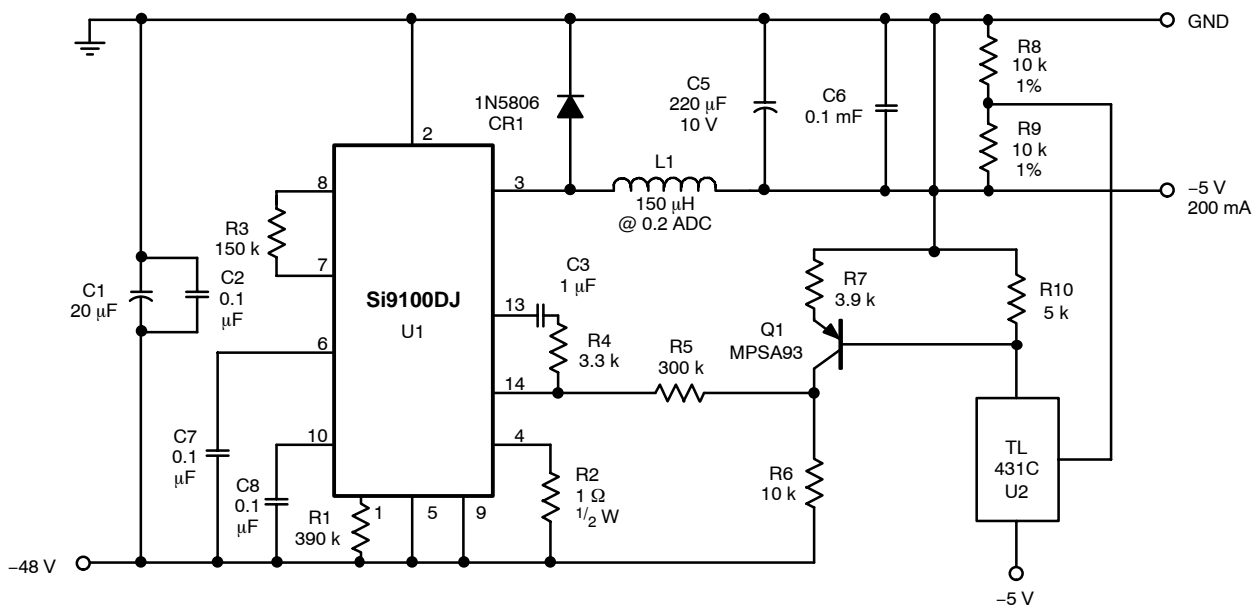 GND
R8
10 k
1%
C5
220 μF
10 V
C6
0.1 mF
1N5806
CR1
2
R9
10 k
1%
L1
8
3
150 μH
@ 0.2 ADC
−5 V
200 mA
R3
150 k
7
C3
1 μF
C1
20 μF
C2
0.1
μF
Si9100DJ
U1
13
R7
3.9 k
R10
5 k
Q1
MPSA93
R4
3.3 k
6
R5
300 k
14
C7
0.1
μF
10
4
TL
431C
U2
C8
0.1
μF
R2
1 Ω
1/2 W
R6
10 k
R1
390 k
1
5
9
−48 V
−5 V